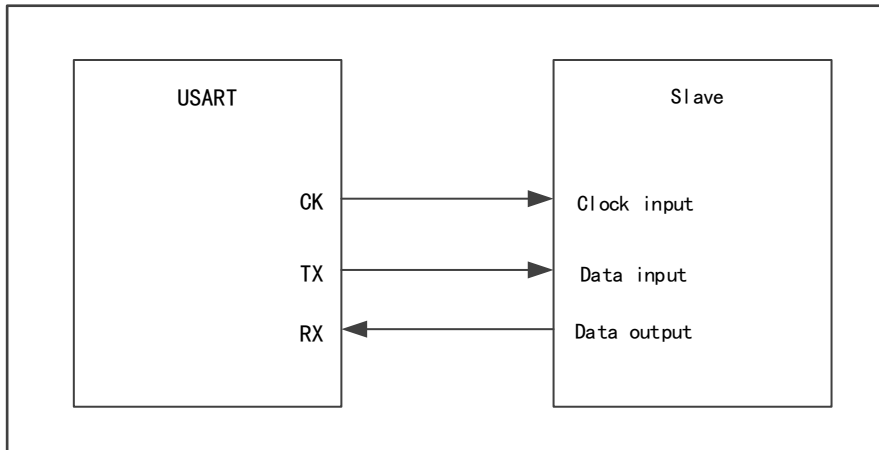 USART
Slave
CK
Clock input
TX
Data input
RX
Data output